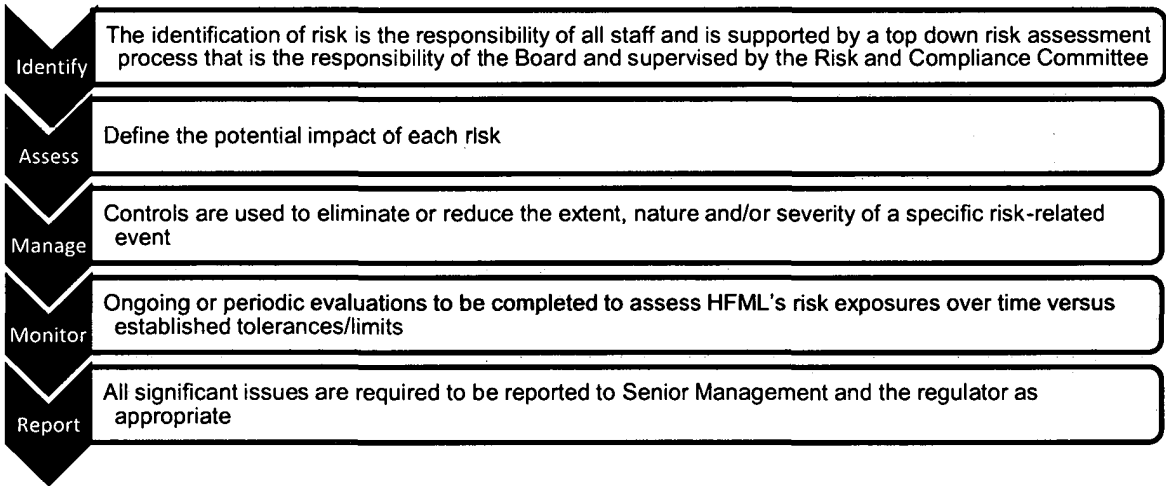 Identify
The identification of risk is the responsibility of all staff and is supported by a top down risk assessment
process that is the responsibility of the Board and supervised by the Risk and Compliance Committee
Assess
Define the potential impact of each risk
Manage
Controls are used to eliminate or reduce the extent, nature and/or severity of a specific risk-related
event
Monitor
Ongoing or periodic evaluations to be completed to assess HFML's risk exposures over time versus
established tolerances/limits
Report
All significant issues are required to be reported to Senior Management and the regulator as
appropriate